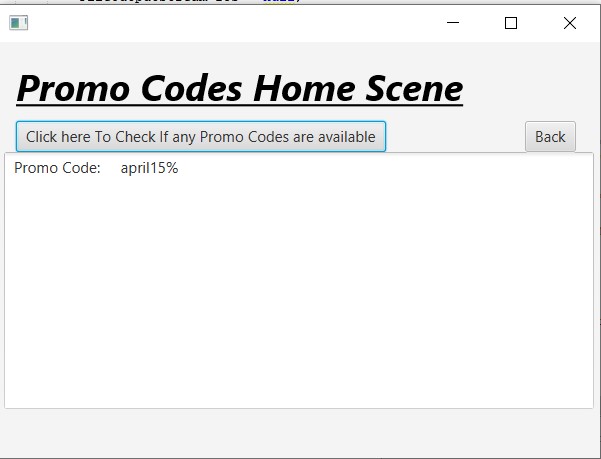 Promo Codes Home Scene
Click here To Check If any Promo Codes are available
Back
Promo Code: april15%